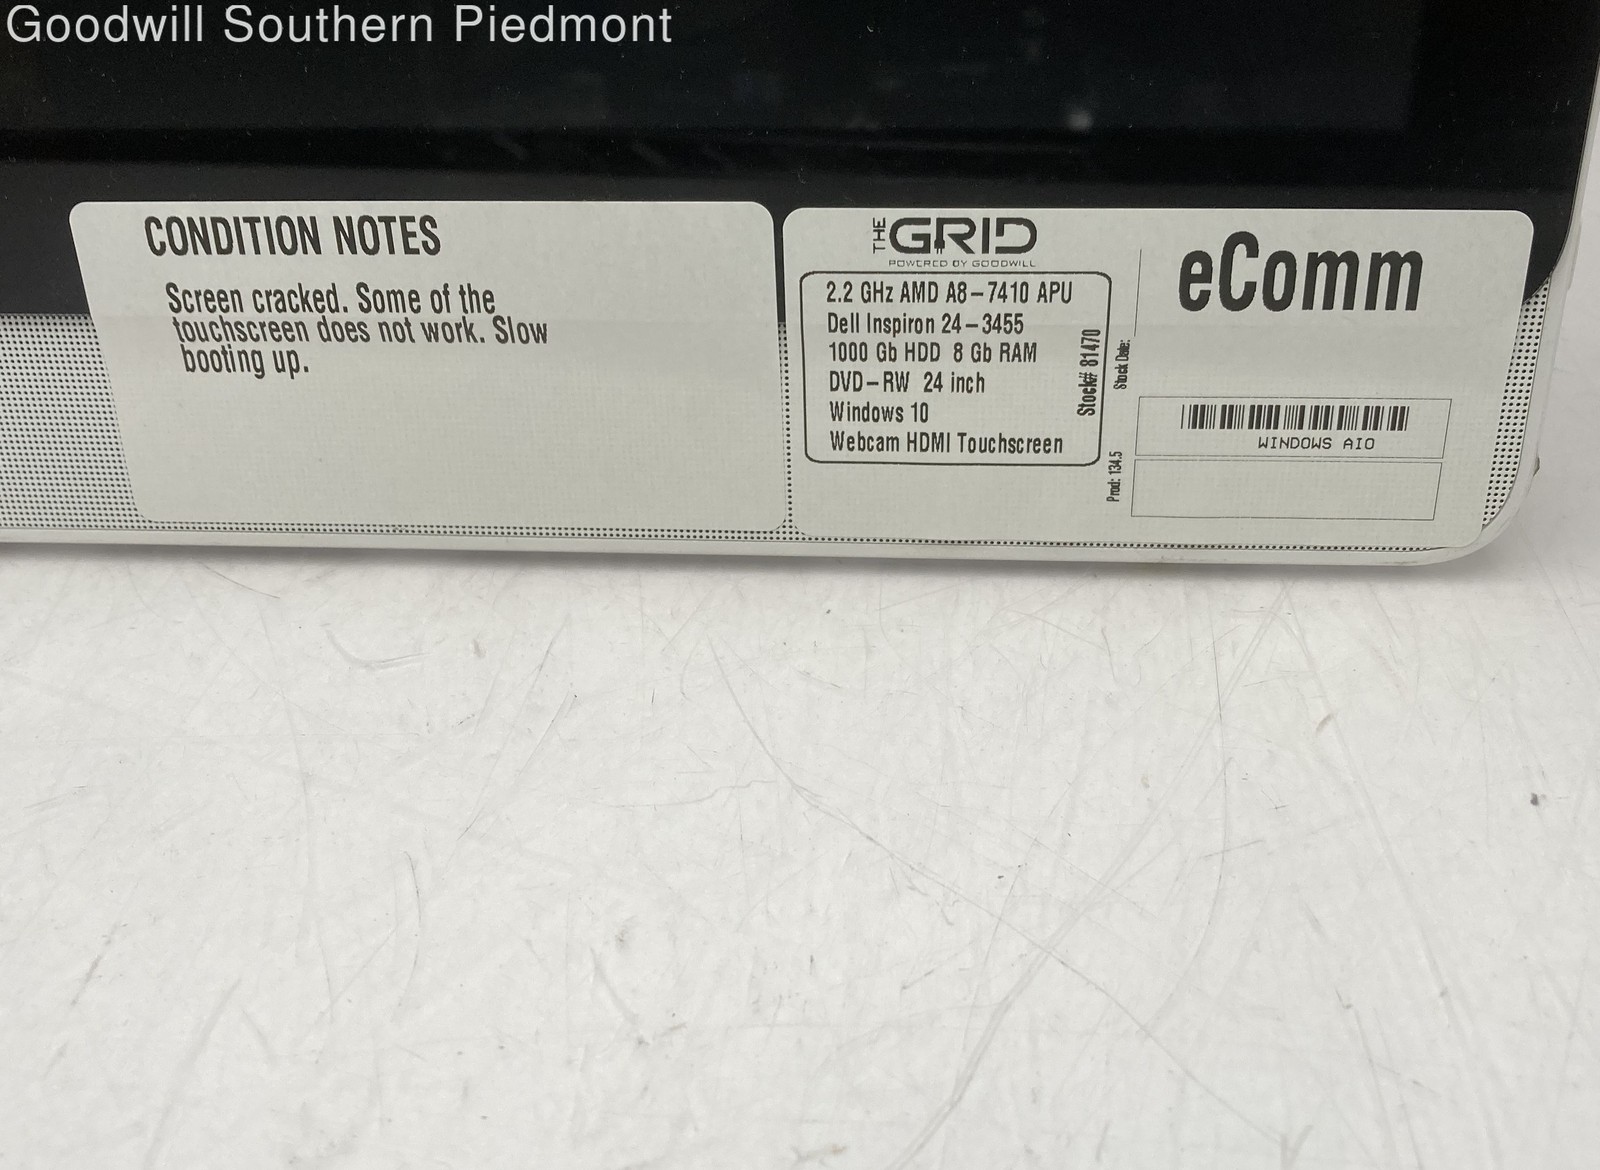 Goodwill Southern Piedmont
CONDITION NOTES
Screen cracked. Some of the
touchscreen does not work. Slow
booting up.
THE GRID
POWERED BY GOODWILL
2.2 GHz AMD A8-7410 APU
Dell Inspiron 24-3455
1000 Gb HDD 8 Gb RAM
DVD-RW 24 inch
Windows 10
Webcam HDMI Touchscreen
Stock# 81470
Stock Date:
Prod: 134.5
eComm
WINDOWS AIO